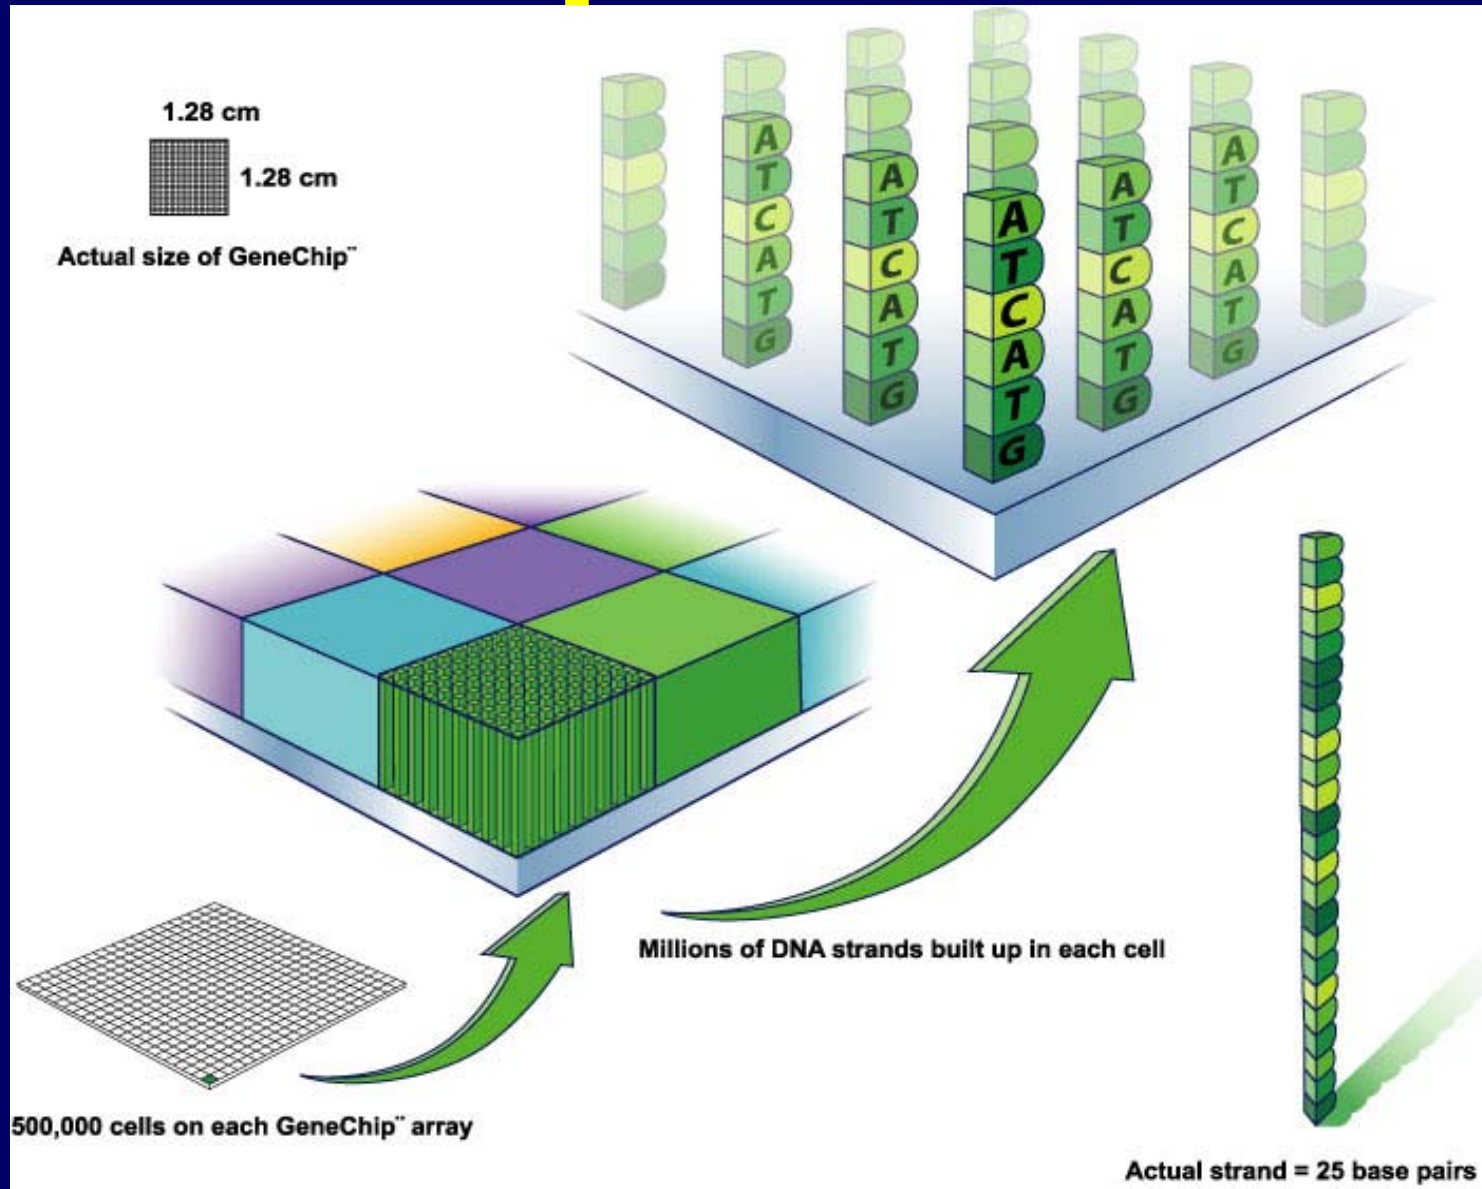 1.28 cm
1.28 cm
Actual size of GeneChip¨
A
T
C
A
T
G
A
T
C
A
T
G
A
T
C
A
T
G
A
T
C
A
T
G
A
T
C
A
T
G
Millions of DNA strands built up in each cell
500,000 cells on each GeneChip¨ array
Actual strand = 25 base pairs